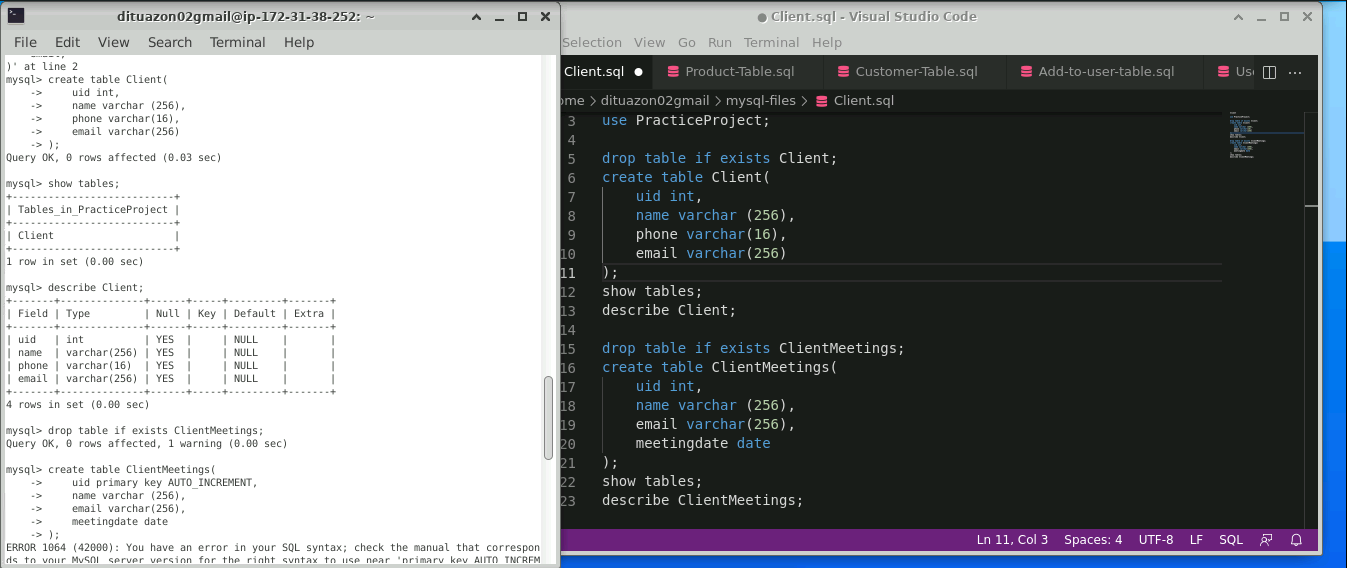 dituazon02gmail@ip-172-31-38-252: ~
File Edit View Search Terminal Help
)' at line 2
mysql> create table Client(
    ->     uid int,
    ->     name varchar (256),
    ->     phone varchar(16),
    ->     email varchar(256)
    -> );
Query OK, 0 rows affected (0.03 sec)
mysql> show tables;
+---------------------------+
| Tables_in_PracticeProject |
+---------------------------+
| Client                    |
+---------------------------+
1 row in set (0.00 sec)
mysql> describe Client;
+-------+--------------+------+-----+---------+-------+
| Field | Type         | Null | Key | Default | Extra |
+-------+--------------+------+-----+---------+-------+
| uid   | int          | YES  |     | NULL    |       |
| name  | varchar(256) | YES  |     | NULL    |       |
| phone | varchar(16)  | YES  |     | NULL    |       |
| email | varchar(256) | YES  |     | NULL    |       |
+-------+--------------+------+-----+---------+-------+
4 rows in set (0.00 sec)
mysql> drop table if exists ClientMeetings;
Query OK, 0 rows affected, 1 warning (0.00 sec)
mysql> create table ClientMeetings(
    ->     uid primary key AUTO_INCREMENT,
    ->     name varchar (256),
    ->     email varchar(256),
    ->     meetingdate date
    -> );
ERROR 1064 (42000): You have an error in your SQL syntax; check the manual that correspon
ds to your MySQL server version for the right syntax to use near 'primary key AUTO_INCREM
● Client.sql - Visual Studio Code
Selection View Go Run Terminal Help
Client.sql ● Product-Table.sql Customer-Table.sql Add-to-user-table.sql Use
ome > dituazon02gmail > mysql-files > Client.sql
3 use PracticeProject;
4
5 drop table if exists Client;
6 create table Client(
7     uid int,
8     name varchar (256),
9     phone varchar(16),
10     email varchar(256)
11 );
12 show tables;
13 describe Client;
14
15 drop table if exists ClientMeetings;
16 create table ClientMeetings(
17     uid int,
18     name varchar (256),
19     email varchar(256),
20     meetingdate date
21 );
22 show tables;
23 describe ClientMeetings;
Ln 11, Col 3 Spaces: 4 UTF-8 LF SQL